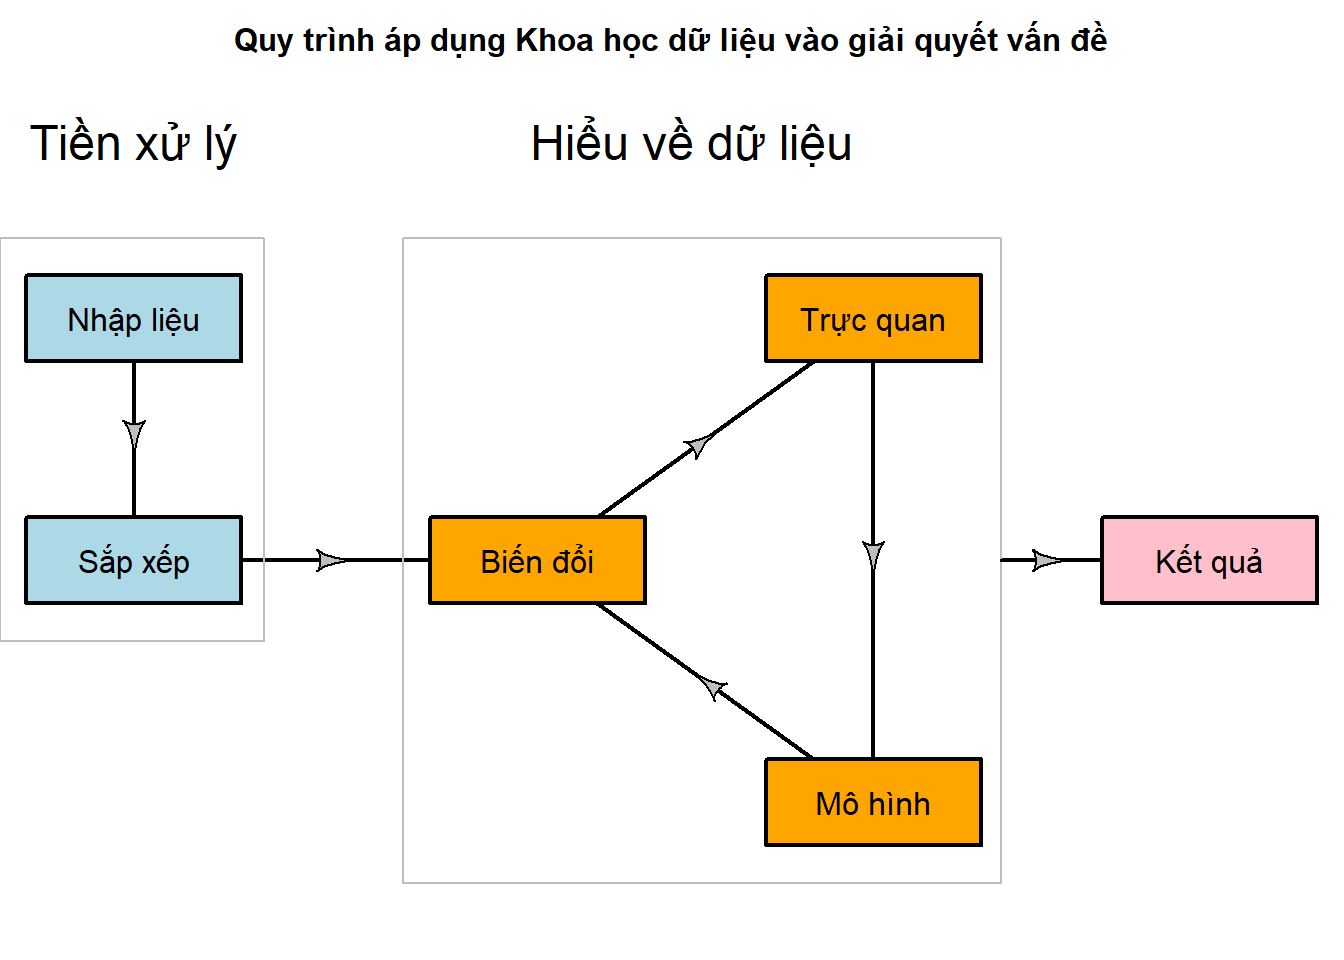 Quy trình áp dụng Khoa học dữ liệu vào giải quyết vấn đề
Tiền xử lý
Hiểu về dữ liệu
Nhập liệu
Trực quan
Sắp xếp
Biến đổi
Kết quả
Mô hình